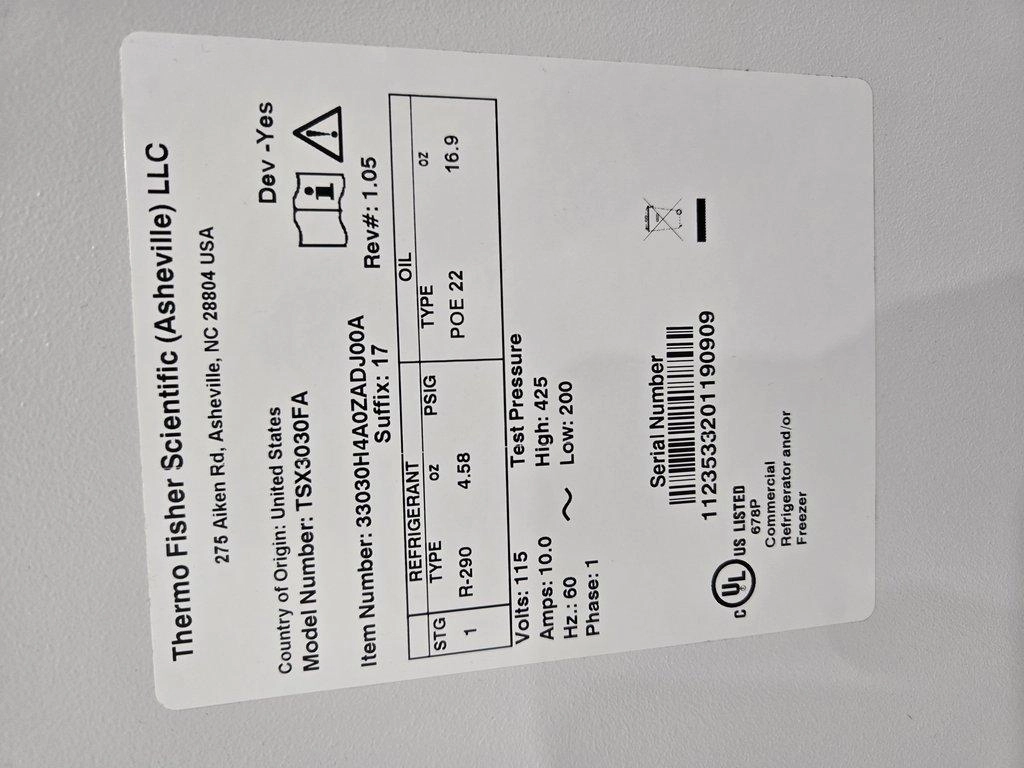 Thermo Fisher Scientific (Asheville) LLC
275 Aiken Rd, Asheville, NC 28804 USA
Dev -Yes
Country of Origin: United States
Model Number: TSX3030FA
Item Number: 33030H4A0ZADJ00A
Rev#: 1.05
Suffix: 17
REFRIGERANT OIL
STG TYPE oz PSIG TYPE oz
1 R-290 4.58 POE 22 16.9
Volts: 115
Amps: 10.0
Hz.: 60 ~
Phase: 1
Test Pressure
High: 425
Low: 200
Serial Number
1123533201190909
C UL US LISTED
678P
Commercial
Refrigerator and/or
Freezer